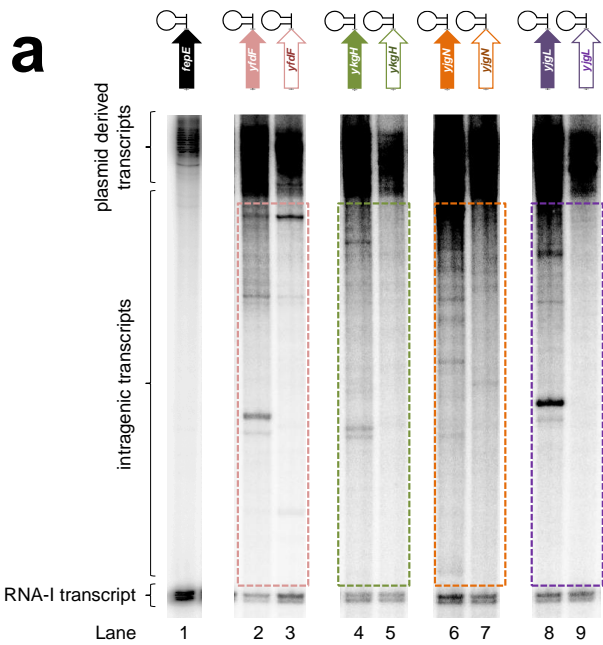 a
fepE yfdF yfdF ykgH ykgH yjgN yjgN yjgL yjgL
plasmid derived
transcripts
intragenic transcripts
RNA-I transcript
Lane 1 2 3 4 5 6 7 8 9